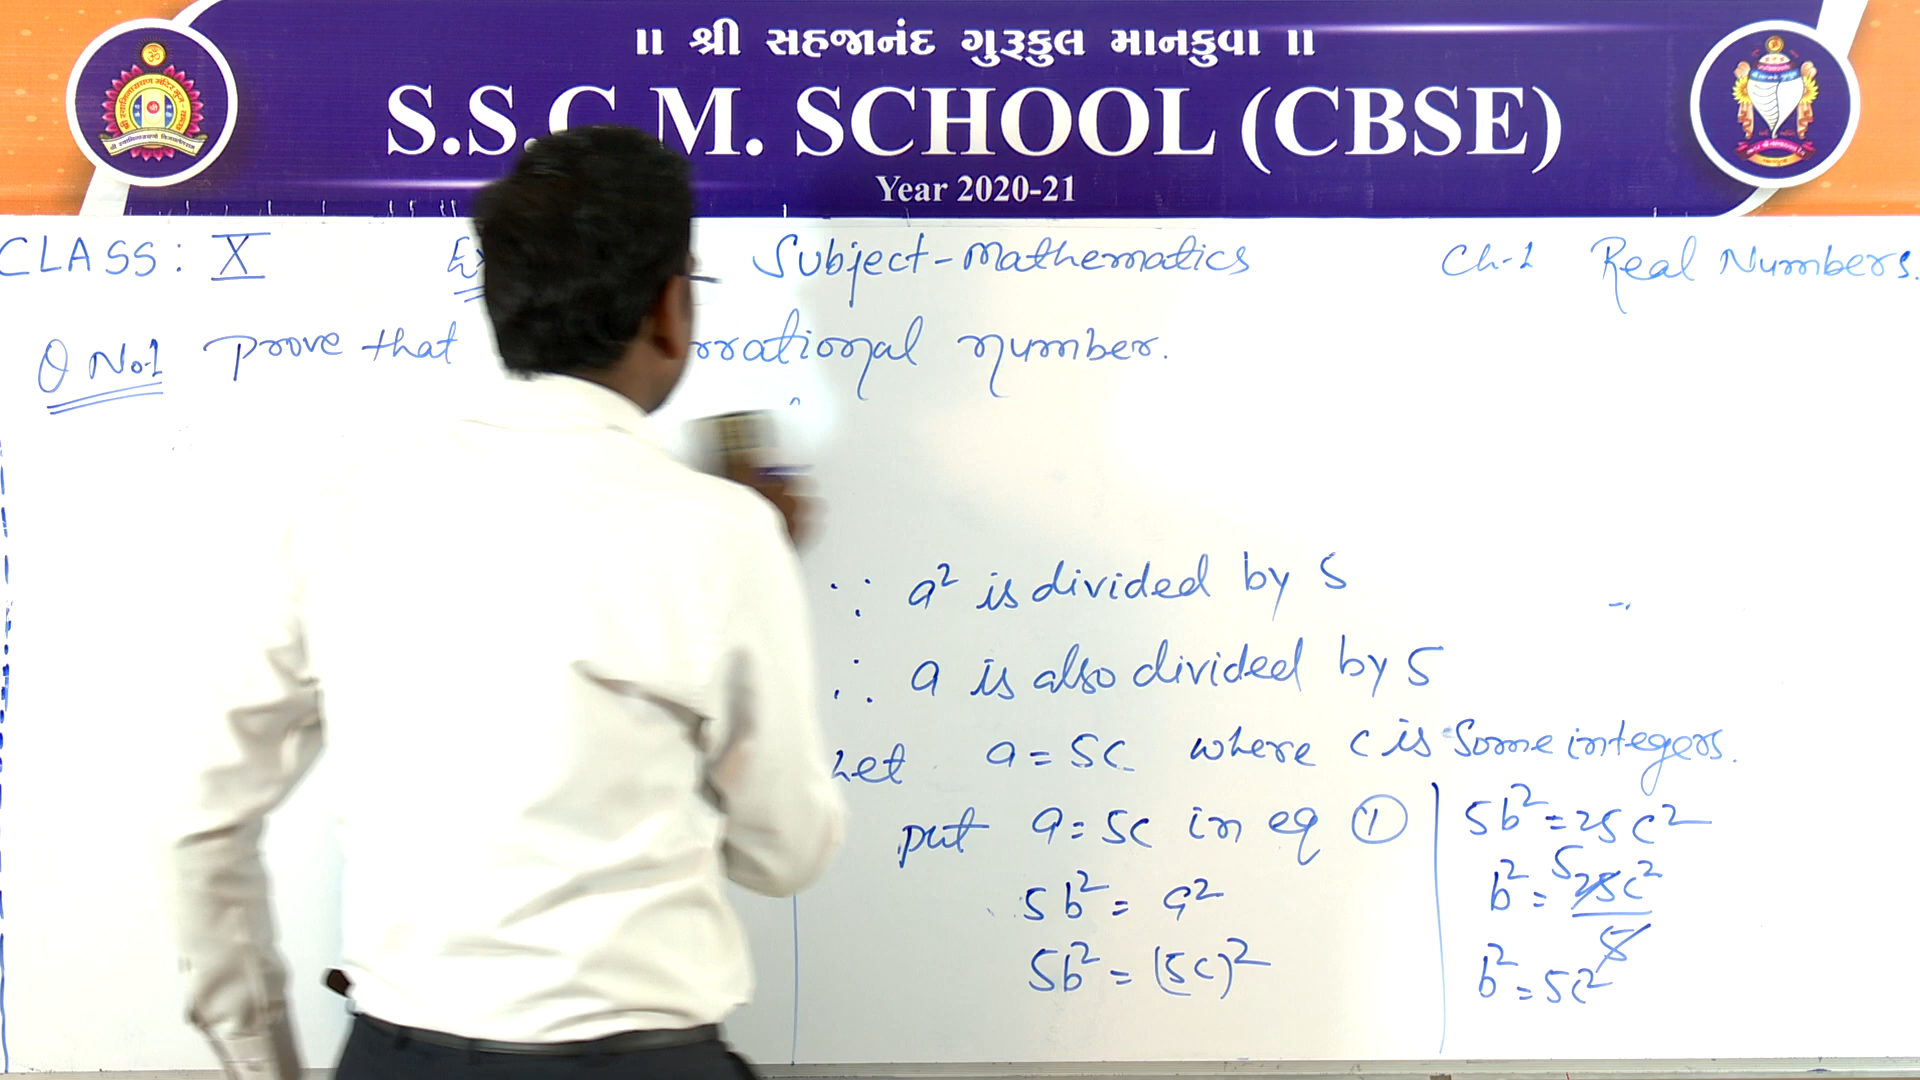 ॥ શ્રી સહજાનંદ ગુરૂકુલ માનકુવા ॥
S.S.G.M. SCHOOL (CBSE)
Year 2020-21
CLASS : X Subject - Mathematics Ch-1 Real Numbers.
Q No.1 Prove that irrational number.
∵ a² is divided by 5
∴ a is also divided by 5
Let a = 5c where c is some integers.
put a = 5c in eq ①
5b² = a²
5b² = (5c)²
5b² = 25c²
b² = 5 25c²
5
b² = 5c²